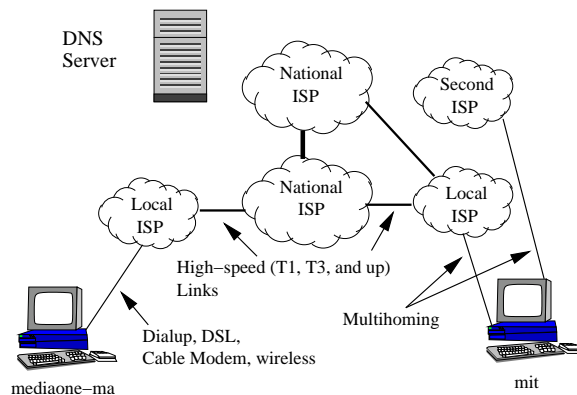 DNS
Server
National
ISP
Second
ISP
National
ISP
Local
ISP
Local
ISP
High−speed (T1, T3, and up)
Links
Multihoming
Dialup, DSL,
Cable Modem, wireless
mediaone−ma
mit